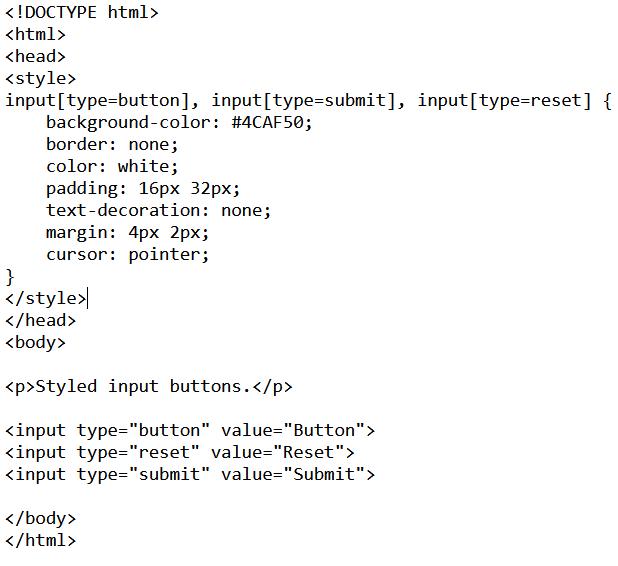 <!DOCTYPE html>
<html>
<head>
<style>
input[type=button], input[type=submit], input[type=reset] {
    background-color: #4CAF50;
    border: none;
    color: white;
    padding: 16px 32px;
    text-decoration: none;
    margin: 4px 2px;
    cursor: pointer;
}
</style>
</head>
<body>

<p>Styled input buttons.</p>

<input type="button" value="Button">
<input type="reset" value="Reset">
<input type="submit" value="Submit">

</body>
</html>